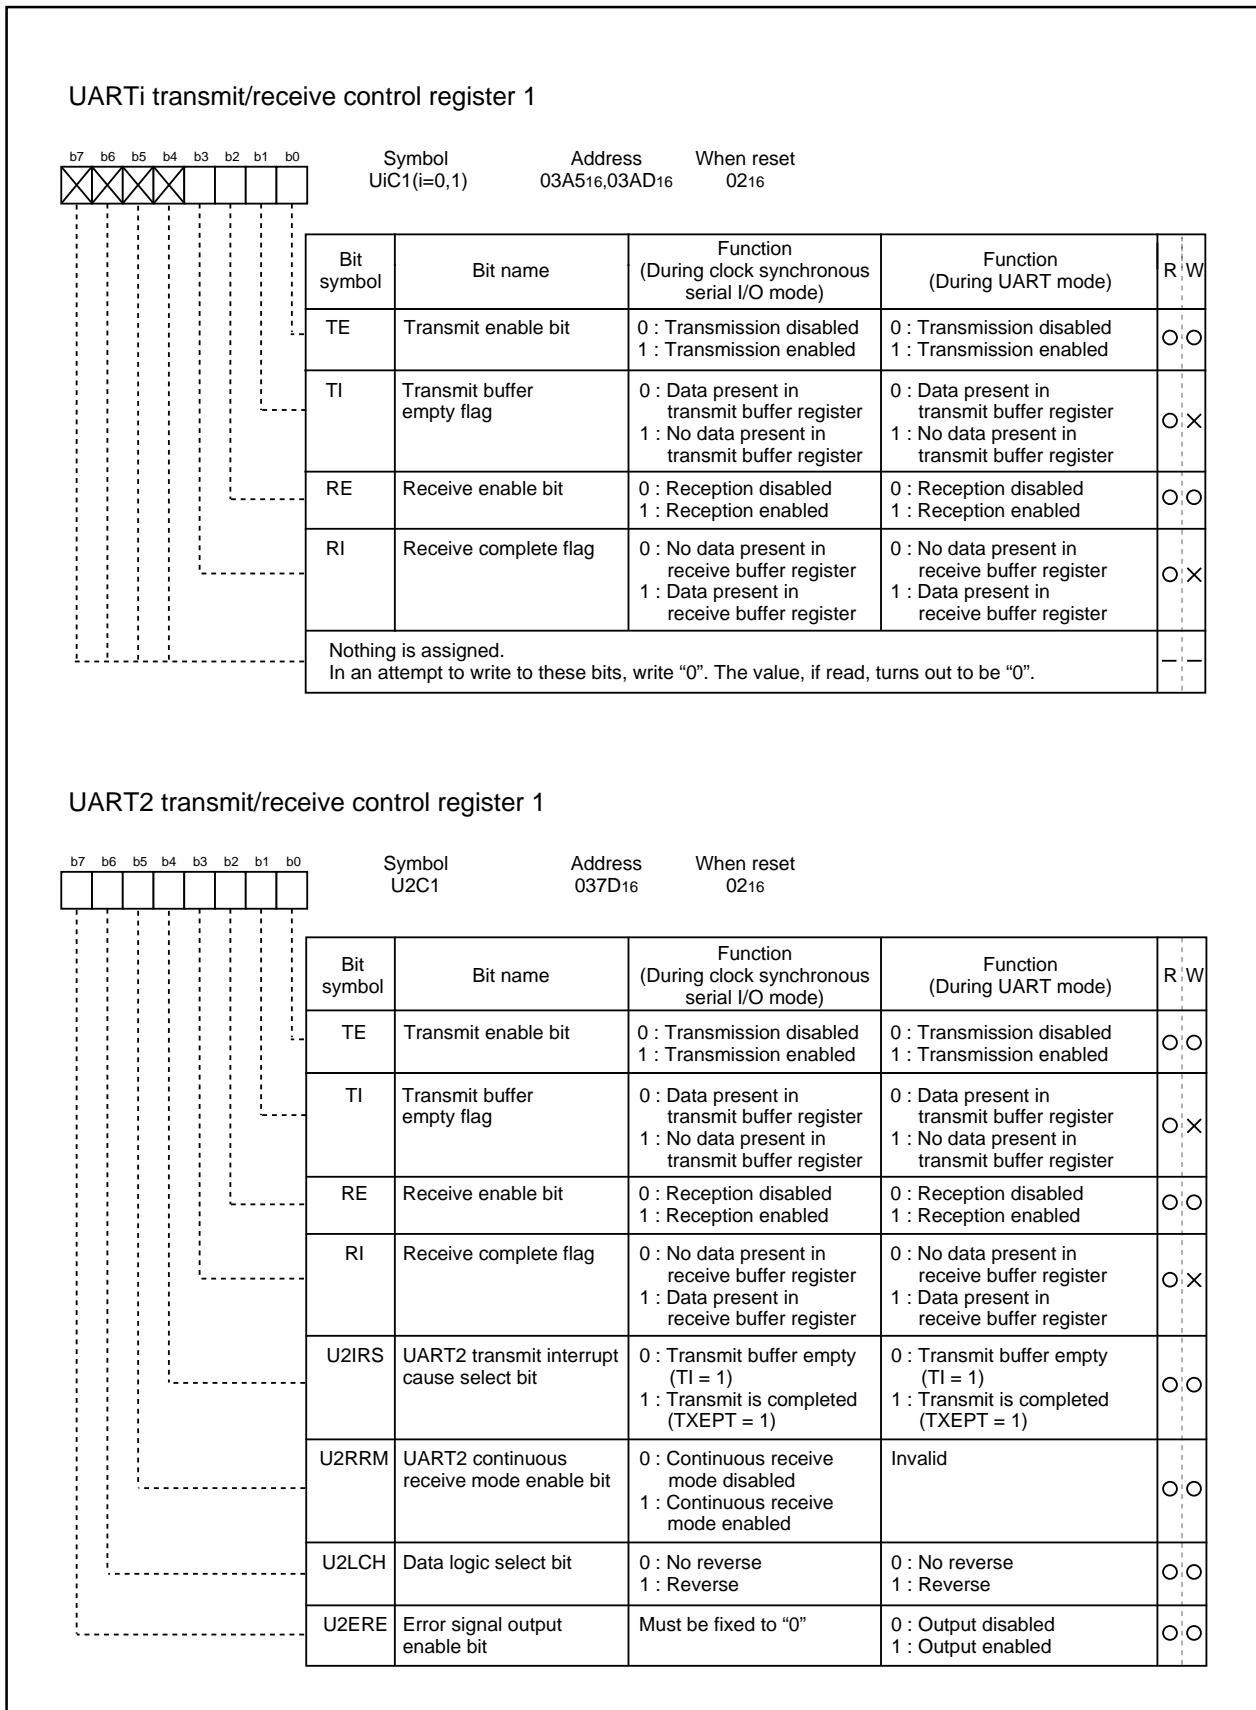 UARTi transmit/receive control register 1
b7 b6 b5 b4 b3 b2 b1 b0
Symbol Address When reset
UiC1(i=0,1) 03A516,03AD16 0216
Bit symbol Bit name Function (During clock synchronous serial I/O mode) Function (During UART mode) R W
TE Transmit enable bit 0 : Transmission disabled 0 : Transmission disabled
1 : Transmission enabled 1 : Transmission enabled
TI Transmit buffer 0 : Data present in 0 : Data present in
empty flag transmit buffer register transmit buffer register
1 : No data present in 1 : No data present in
transmit buffer register transmit buffer register
RE Receive enable bit 0 : Reception disabled 0 : Reception disabled
1 : Reception enabled 1 : Reception enabled
RI Receive complete flag 0 : No data present in 0 : No data present in
receive buffer register receive buffer register
1 : Data present in 1 : Data present in
receive buffer register receive buffer register
Nothing is assigned.
In an attempt to write to these bits, write “0”. The value, if read, turns out to be “0”.
UART2 transmit/receive control register 1
b7 b6 b5 b4 b3 b2 b1 b0
Symbol Address When reset
U2C1 037D16 0216
Bit symbol Bit name Function (During clock synchronous serial I/O mode) Function (During UART mode) R W
TE Transmit enable bit 0 : Transmission disabled 0 : Transmission disabled
1 : Transmission enabled 1 : Transmission enabled
TI Transmit buffer 0 : Data present in 0 : Data present in
empty flag transmit buffer register transmit buffer register
1 : No data present in 1 : No data present in
transmit buffer register transmit buffer register
RE Receive enable bit 0 : Reception disabled 0 : Reception disabled
1 : Reception enabled 1 : Reception enabled
RI Receive complete flag 0 : No data present in 0 : No data present in
receive buffer register receive buffer register
1 : Data present in 1 : Data present in
receive buffer register receive buffer register
U2IRS UART2 transmit interrupt 0 : Transmit buffer empty 0 : Transmit buffer empty
cause select bit (TI = 1) (TI = 1)
1 : Transmit is completed 1 : Transmit is completed
(TXEPT = 1) (TXEPT = 1)
U2RRM UART2 continuous 0 : Continuous receive Invalid
receive mode enable bit mode disabled
1 : Continuous receive
mode enabled
U2LCH Data logic select bit 0 : No reverse 0 : No reverse
1 : Reverse 1 : Reverse
U2ERE Error signal output Must be fixed to “0” 0 : Output disabled
enable bit 1 : Output enabled